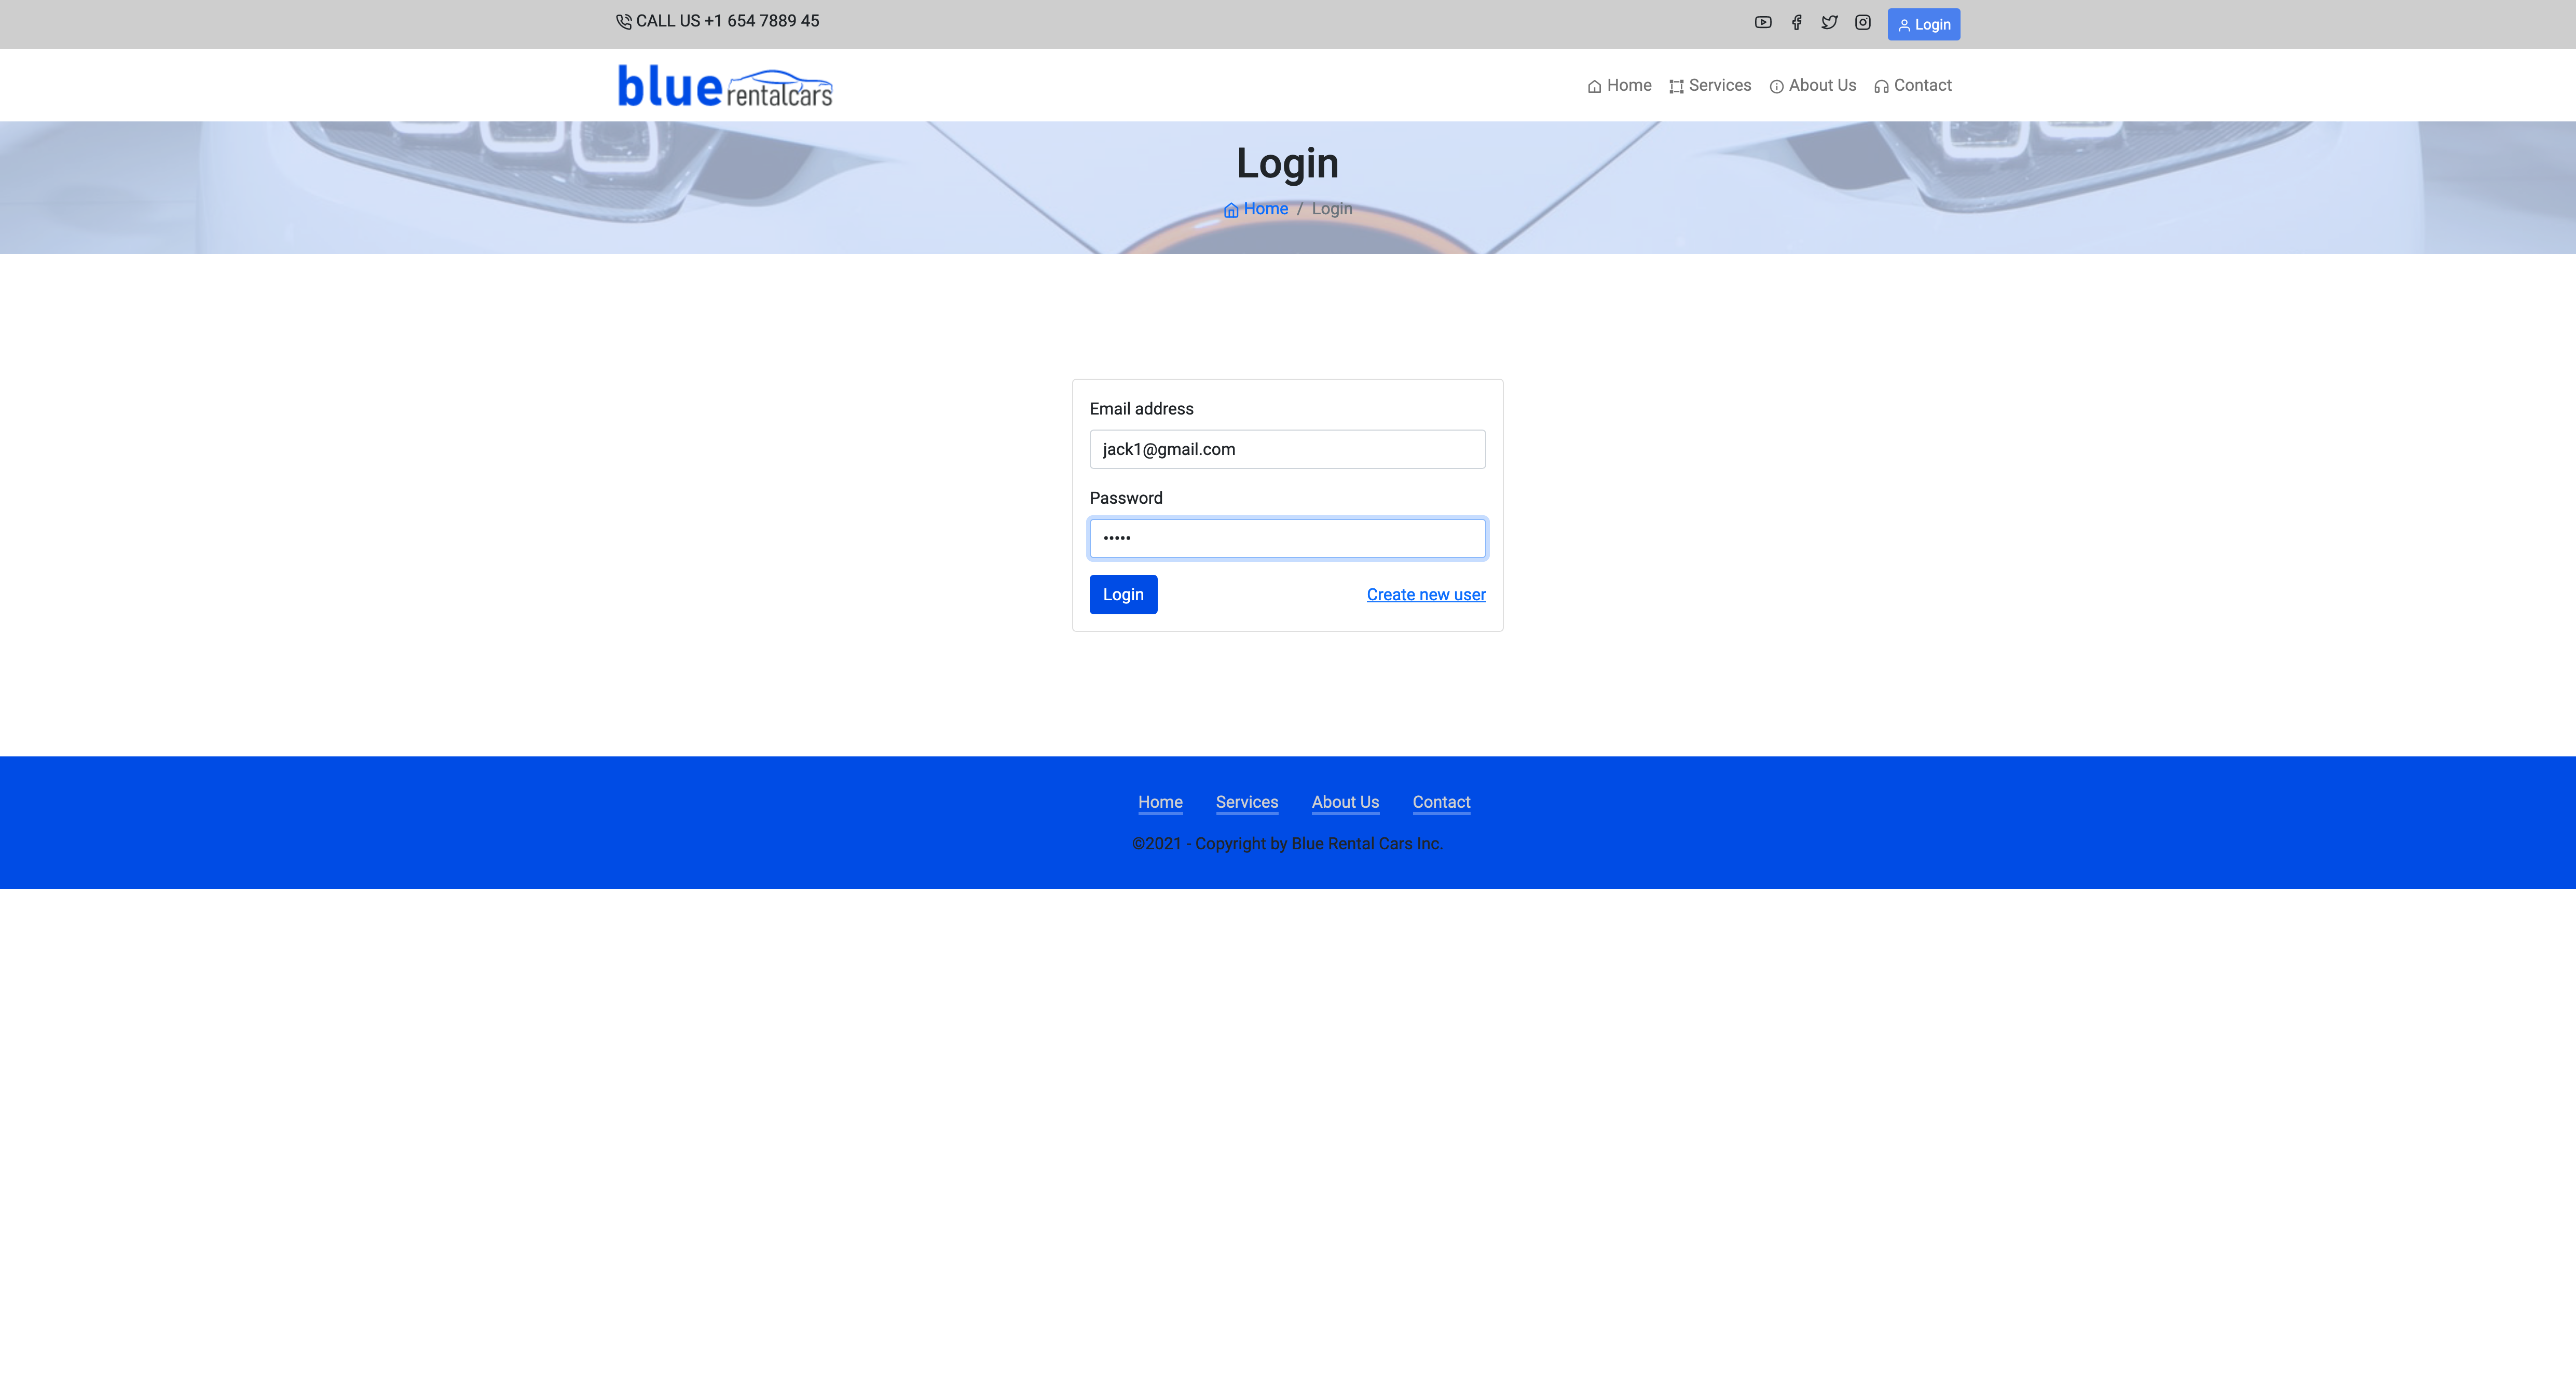 CALL US +1 654 7889 45
Login
blue rentalcars
Home Services About Us Contact
Login
Home / Login
Email address
jack1@gmail.com
Password
•••••
Login Create new user
Home Services About Us Contact
©2021 - Copyright by Blue Rental Cars Inc.